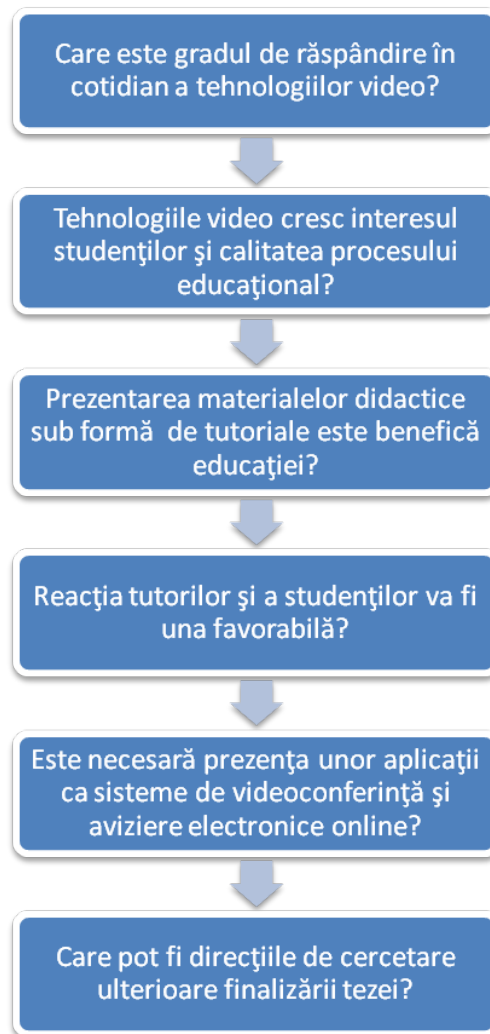 Care este gradul de răspândire în
cotidian a tehnologiilor video?
Tehnologiile video cresc interesul
studenţilor şi calitatea procesului
educaţional?
Prezentarea materialelor didactice
sub formă  de tutoriale este benefică
educaţiei?
Reacţia tutorilor şi a studenţilor va fi
una favorabilă?
Este necesară prezenţa unor aplicaţii
ca sisteme de videoconferinţă şi
aviziere electronice online?
Care pot fi direcţiile de cercetare
ulterioare finalizării tezei?